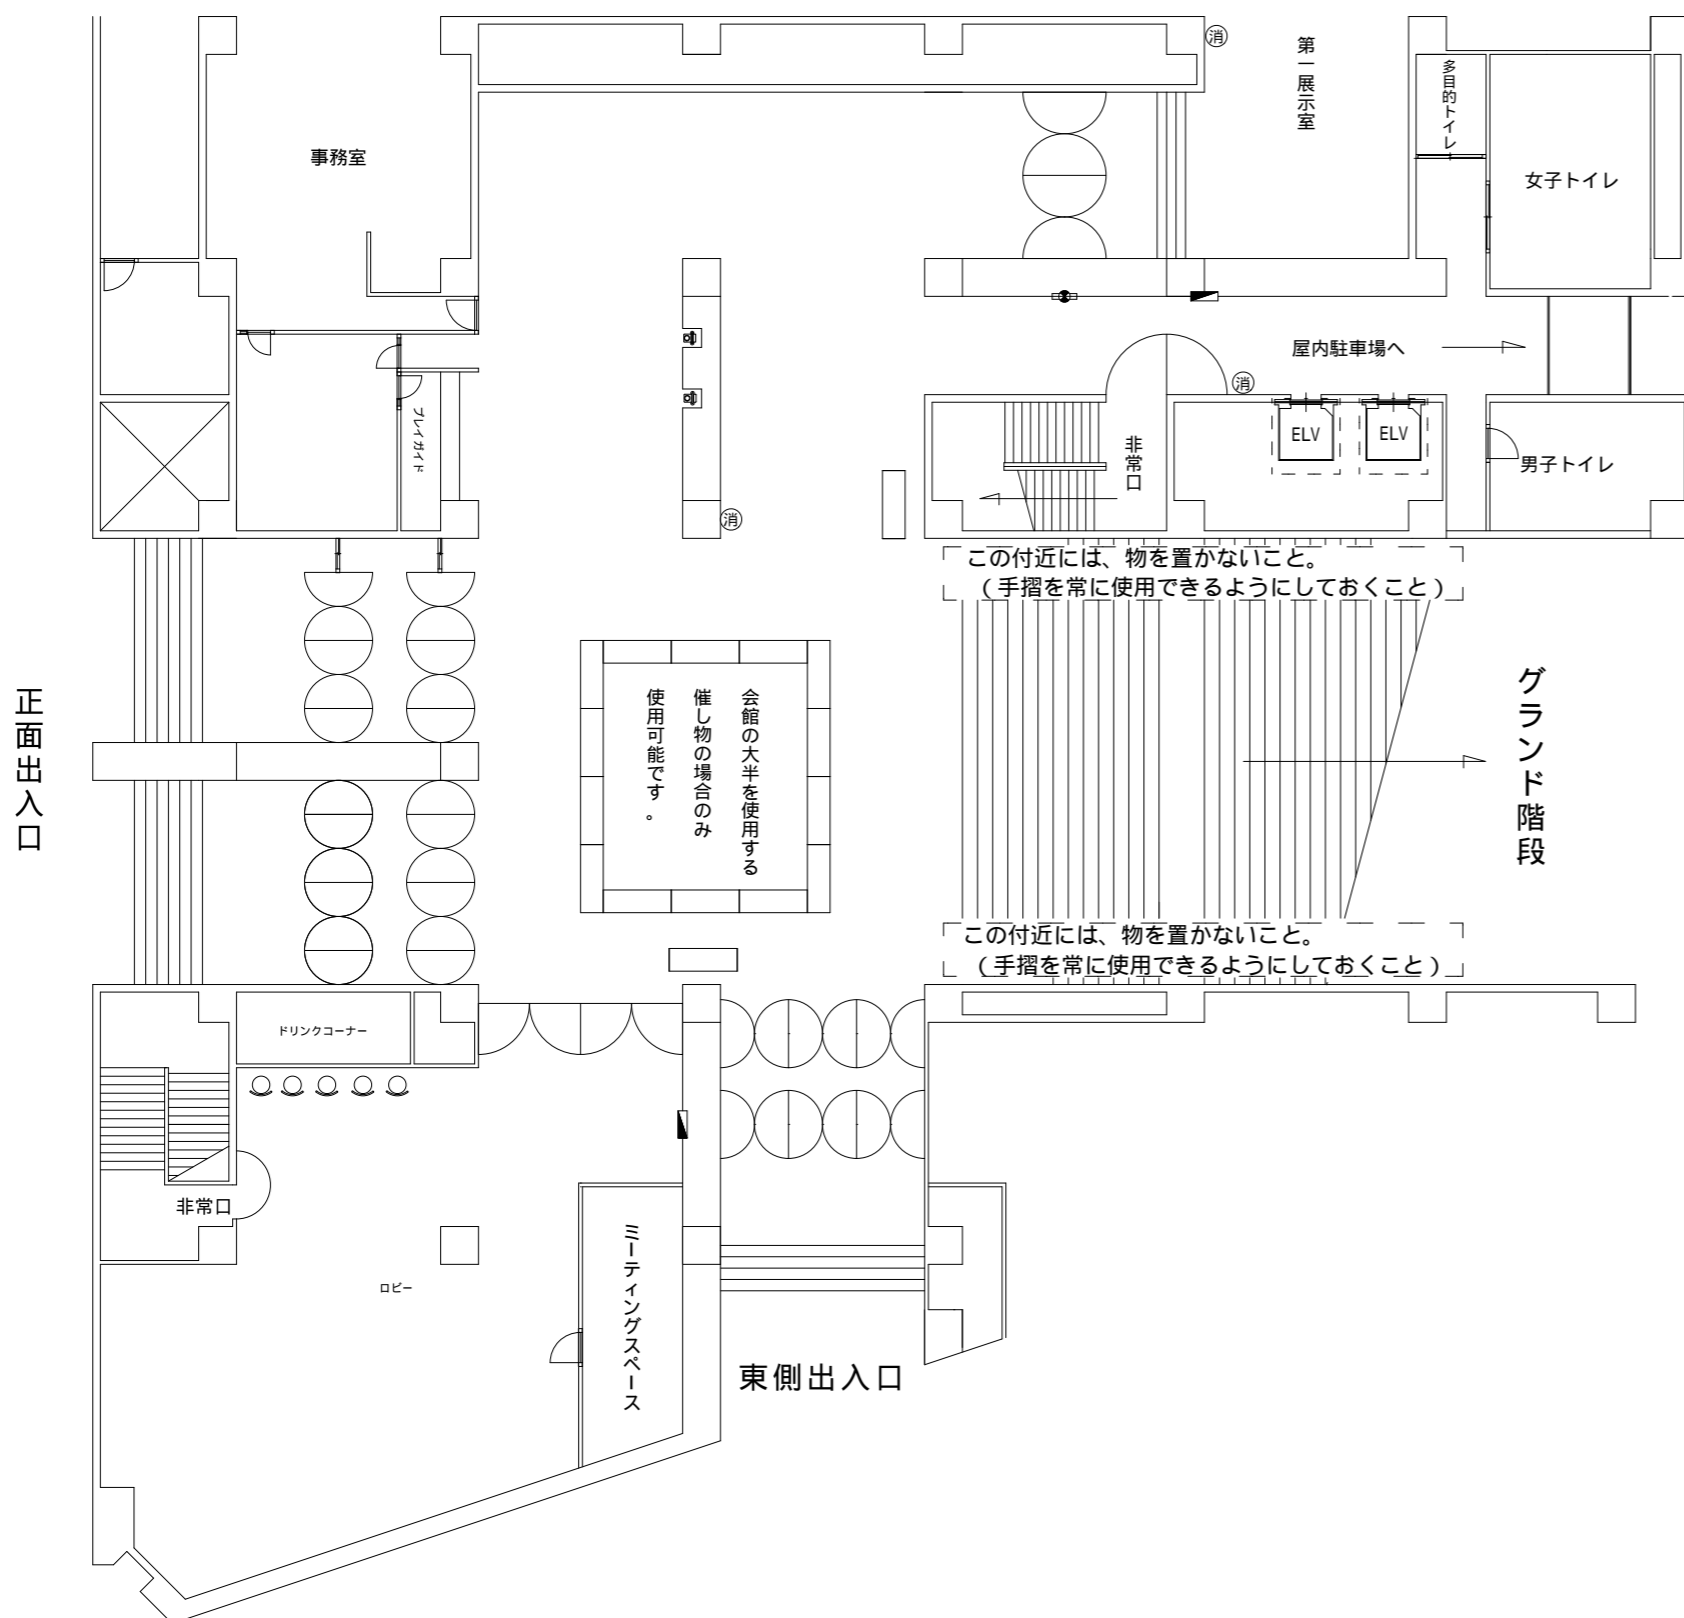 消
第一展示室
多目的トイレ
事務室
女子トイレ
屋内駐車場へ
消
プレイガイド
非常口
ELV
ELV
男子トイレ
消
この付近には、物を置かないこと。
（手摺を常に使用できるようにしておくこと）
正面出入口
会館の大半を使用する
催し物の場合のみ
使用可能です。
グランド階段
この付近には、物を置かないこと。
（手摺を常に使用できるようにしておくこと）
ドリンクコーナー
非常口
ロビー
ミーティングスペース
東側出入口